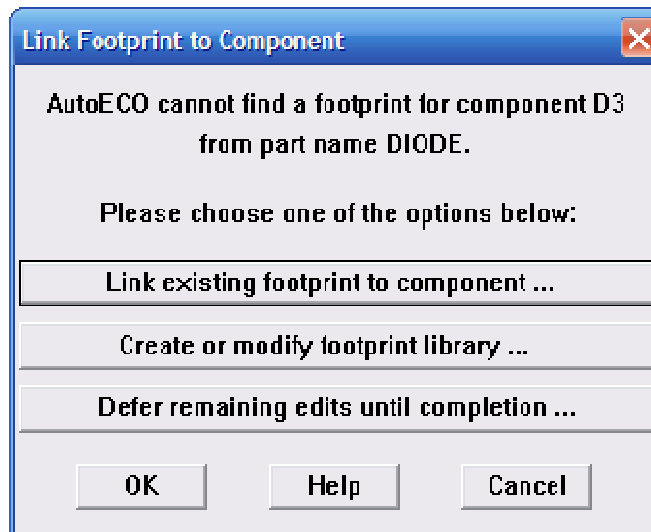 Link Footprint to Component
AutoECO cannot find a footprint for component D3
from part name DIODE.
Please choose one of the options below:
Link existing footprint to component ...
Create or modify footprint library ...
Defer remaining edits until completion ...
OK Help Cancel